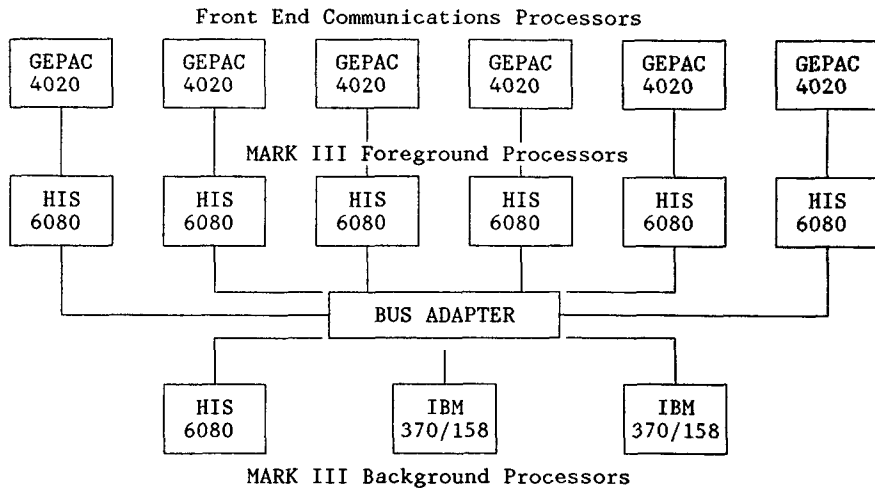 Front End Communications Processors
GEPAC GEPAC GEPAC GEPAC GEPAC GEPAC
4020 4020 4020 4020 4020 4020
MARK III Foreground Processors
HIS HIS HIS HIS HIS HIS
6080 6080 6080 6080 6080 6080
BUS ADAPTER
HIS IBM IBM
6080 370/158 370/158
MARK III Background Processors